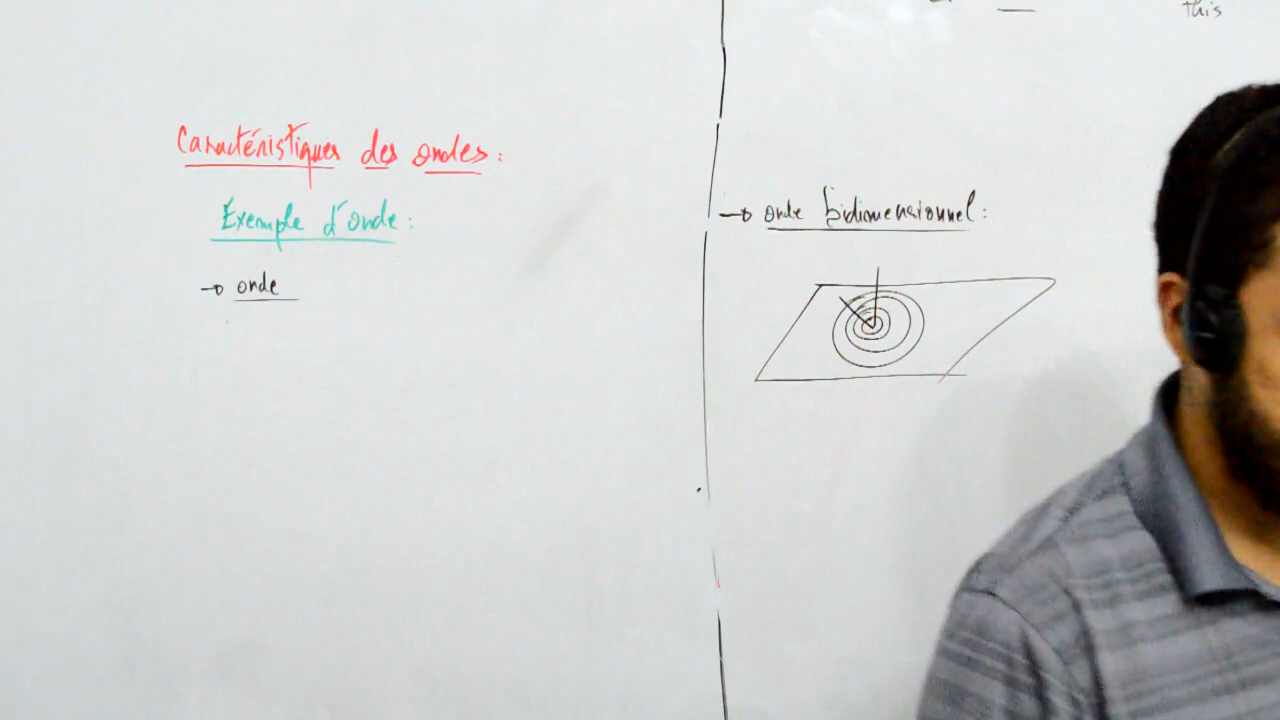 Caractéristiques des ondes :
Exemple d'onde :
→ onde
this
→ onde bidimensionnel :